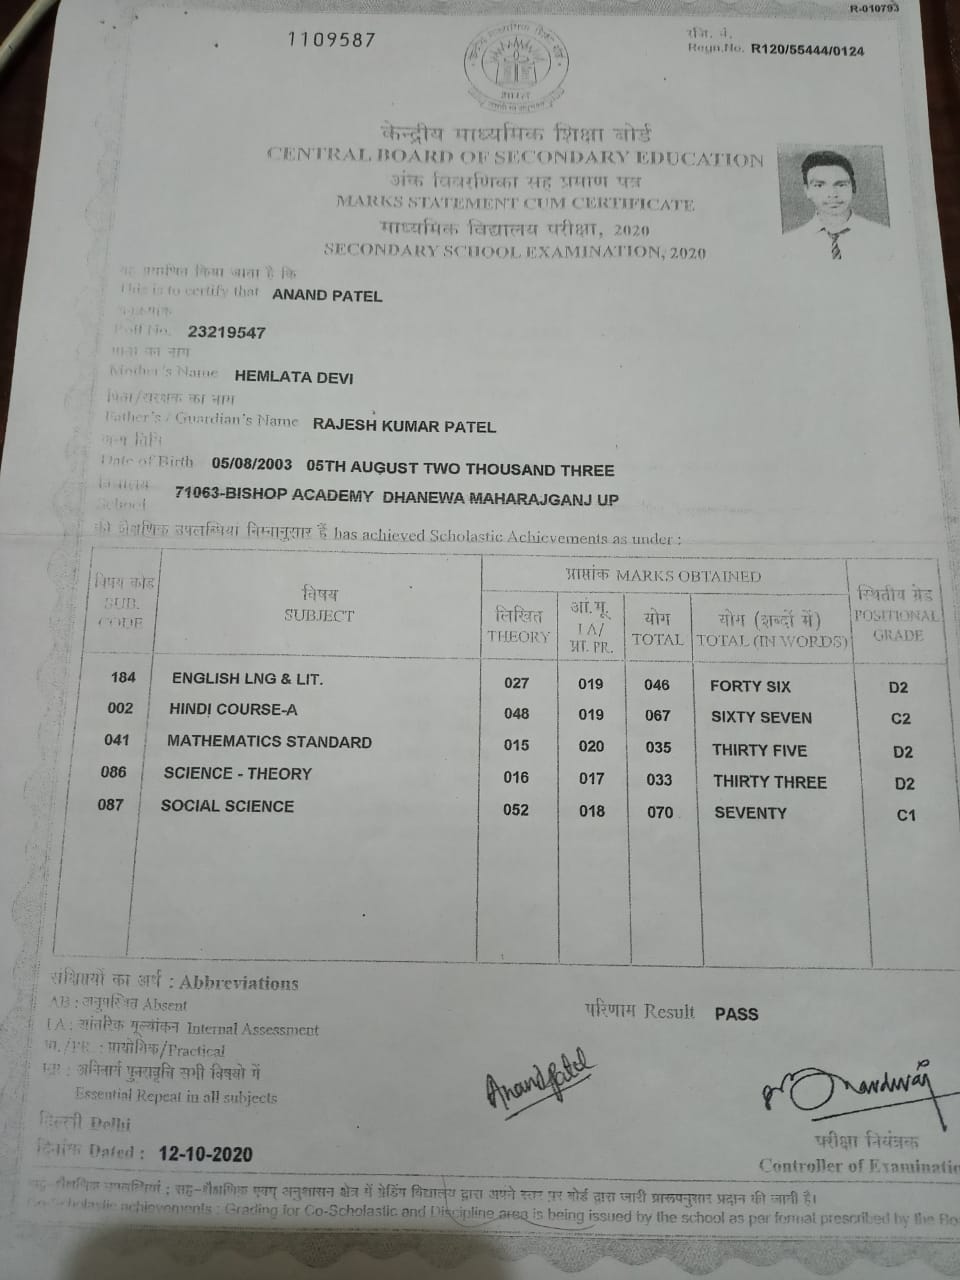 R-010793
1109587
रजि. नं.
Regn.No. R120/55444/0124
भारत
केन्द्रीय माध्यमिक शिक्षा बोर्ड
CENTRAL BOARD OF SECONDARY EDUCATION
अंक विवरणिका सह प्रमाण पत्र
MARKS STATEMENT CUM CERTIFICATE
माध्यमिक विद्यालय परीक्षा, 2020
SECONDARY SCHOOL EXAMINATION, 2020
यह प्रमाणित किया जाता है कि
This is to certify that ANAND PATEL
अनुक्रमांक
Roll No. 23219547
माता का नाम
Mother's Name HEMLATA DEVI
पिता/संरक्षक का नाम
Father's / Guardian's Name RAJESH KUMAR PATEL
जन्म तिथि
Date of Birth 05/08/2003 05TH AUGUST TWO THOUSAND THREE
विद्यालय
School 71063-BISHOP ACADEMY DHANEWA MAHARAJGANJ UP
की शैक्षणिक उपलब्धियां निम्नानुसार हैं has achieved Scholastic Achievements as under :
विषय कोड SUB. CODE
विषय SUBJECT
प्राप्तांक MARKS OBTAINED
लिखित THEORY
आं.मू. I A/ प्रा. PR.
योग TOTAL
योग (शब्दों में) TOTAL (IN WORDS)
स्थितीय ग्रेड POSITIONAL GRADE
184 ENGLISH LNG & LIT. 027 019 046 FORTY SIX D2
002 HINDI COURSE-A 048 019 067 SIXTY SEVEN C2
041 MATHEMATICS STANDARD 015 020 035 THIRTY FIVE D2
086 SCIENCE - THEORY 016 017 033 THIRTY THREE D2
087 SOCIAL SCIENCE 052 018 070 SEVENTY C1
संक्षिप्तियों का अर्थ : Abbreviations
AB : अनुपस्थित Absent
I A : आंतरिक मूल्यांकन Internal Assessment
प्रा./PR. : प्रायोगिक/Practical
ER : अनिवार्य पुनरावृत्ति सभी विषयो में
Essential Repeat in all subjects
परिणाम Result PASS
Anand Patel
दिल्ली Delhi
दिनांक Dated : 12-10-2020
परीक्षा नियंत्रक
Controller of Examinatio
सह-शैक्षणिक उपलब्धियां : सह-शैक्षणिक एवम् अनुशासन क्षेत्र में ग्रेडिंग विद्यालय द्वारा अपने स्तर पर बोर्ड द्वारा जारी प्रारूपनुसार प्रदान की जाती है।
Co-Scholastic achievements : Grading for Co-Scholastic and Discipline area is being issued by the school as per format prescribed by the Bo